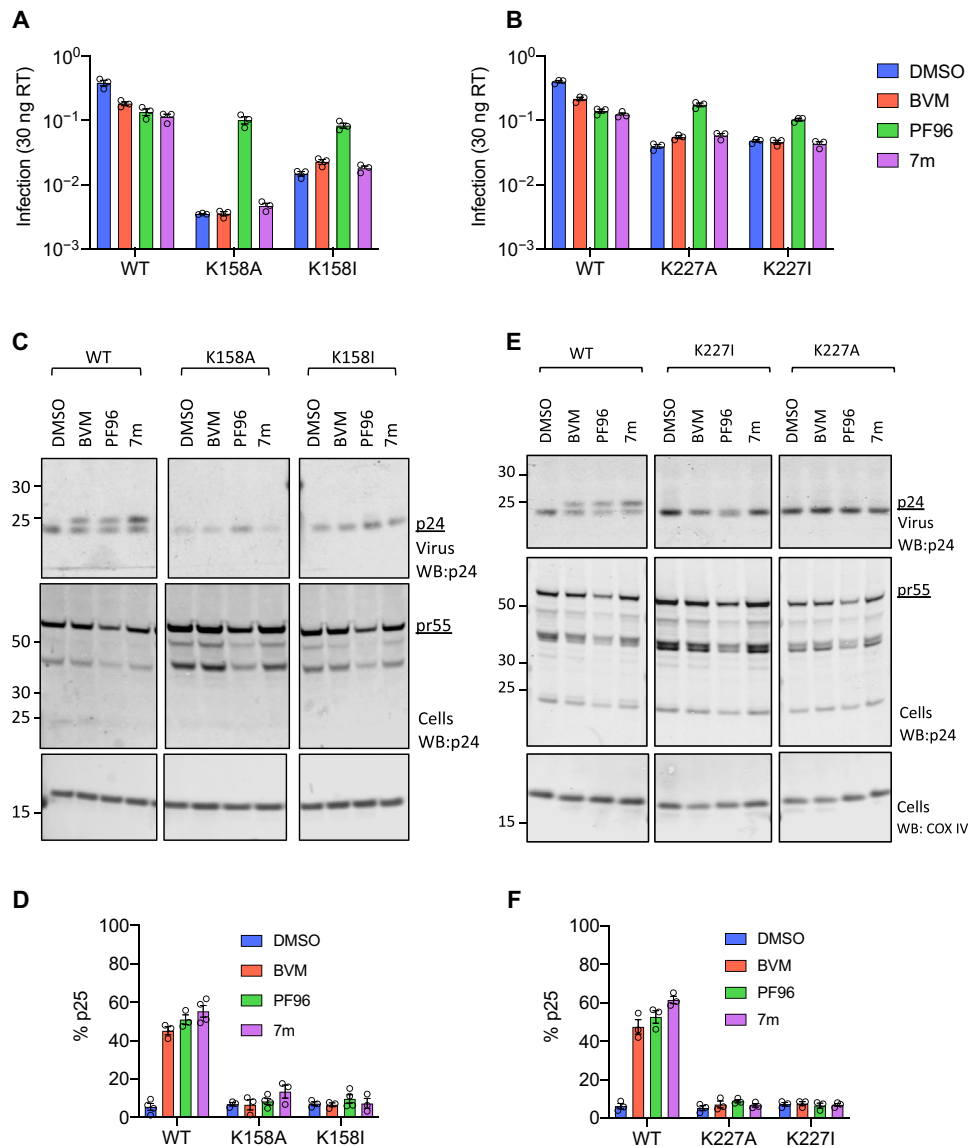 A
Infection (30 ng RT)
10⁰
10⁻¹
10⁻²
10⁻³
WT
K158A
K158I
B
Infection (30 ng RT)
10⁰
10⁻¹
10⁻²
10⁻³
WT
K227A
K227I
DMSO
BVM
PF96
7m
C
WT
K158A
K158I
DMSO
BVM
PF96
7m
DMSO
BVM
PF96
7m
DMSO
BVM
PF96
7m
30
25
p24
Virus
WB:p24
50
30
25
pr55
Cells
WB:p24
15
E
WT
K227I
K227A
DMSO
BVM
PF96
7m
DMSO
BVM
PF96
7m
DMSO
BVM
PF96
7m
30
25
p24
Virus
WB:p24
50
30
25
pr55
Cells
WB:p24
15
Cells
WB: COX IV
D
% p25
100
80
60
40
20
0
DMSO
BVM
PF96
7m
WT
K158A
K158I
F
% p25
100
80
60
40
20
0
DMSO
BVM
PF96
7m
WT
K227A
K227I